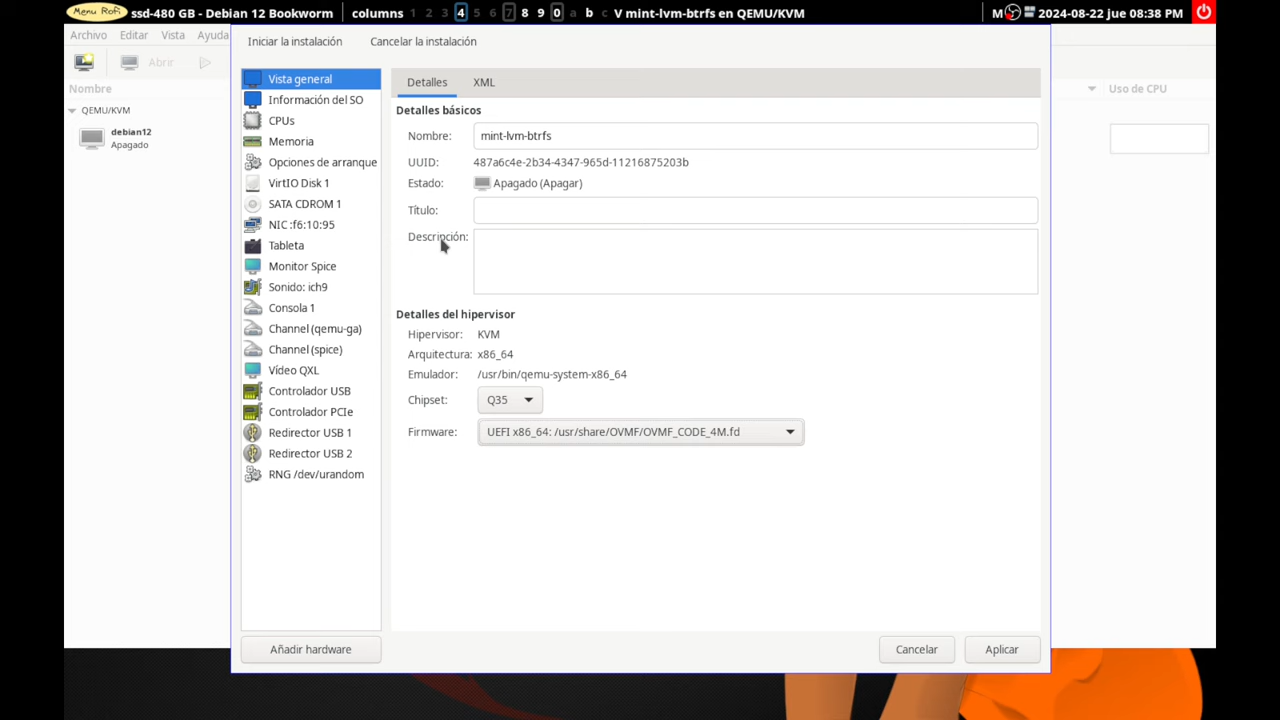 Menu Rofi ssd-480 GB - Debian 12 Bookworm columns 1 2 3 4 5 6 7 8 9 0 a b c V mint-lvm-btrfs en QEMU/KVM M 2024-08-22 jue 08:38 PM
Archivo Editar Vista Ayuda
Iniciar la instalación Cancelar la instalación
Abrir
Nombre Uso de CPU
QEMU/KVM
debian12
Apagado
Vista general
Información del SO
CPUs
Memoria
Opciones de arranque
VirtIO Disk 1
SATA CDROM 1
NIC :f6:10:95
Tableta
Monitor Spice
Sonido: ich9
Consola 1
Channel (qemu-ga)
Channel (spice)
Vídeo QXL
Controlador USB
Controlador PCIe
Redirector USB 1
Redirector USB 2
RNG /dev/urandom
Añadir hardware
Detalles XML
Detalles básicos
Nombre: mint-lvm-btrfs
UUID: 487a6c4e-2b34-4347-965d-11216875203b
Estado: Apagado (Apagar)
Título:
Descripción:
Detalles del hipervisor
Hipervisor: KVM
Arquitectura: x86_64
Emulador: /usr/bin/qemu-system-x86_64
Chipset: Q35
Firmware: UEFI x86_64: /usr/share/OVMF/OVMF_CODE_4M.fd
Cancelar Aplicar